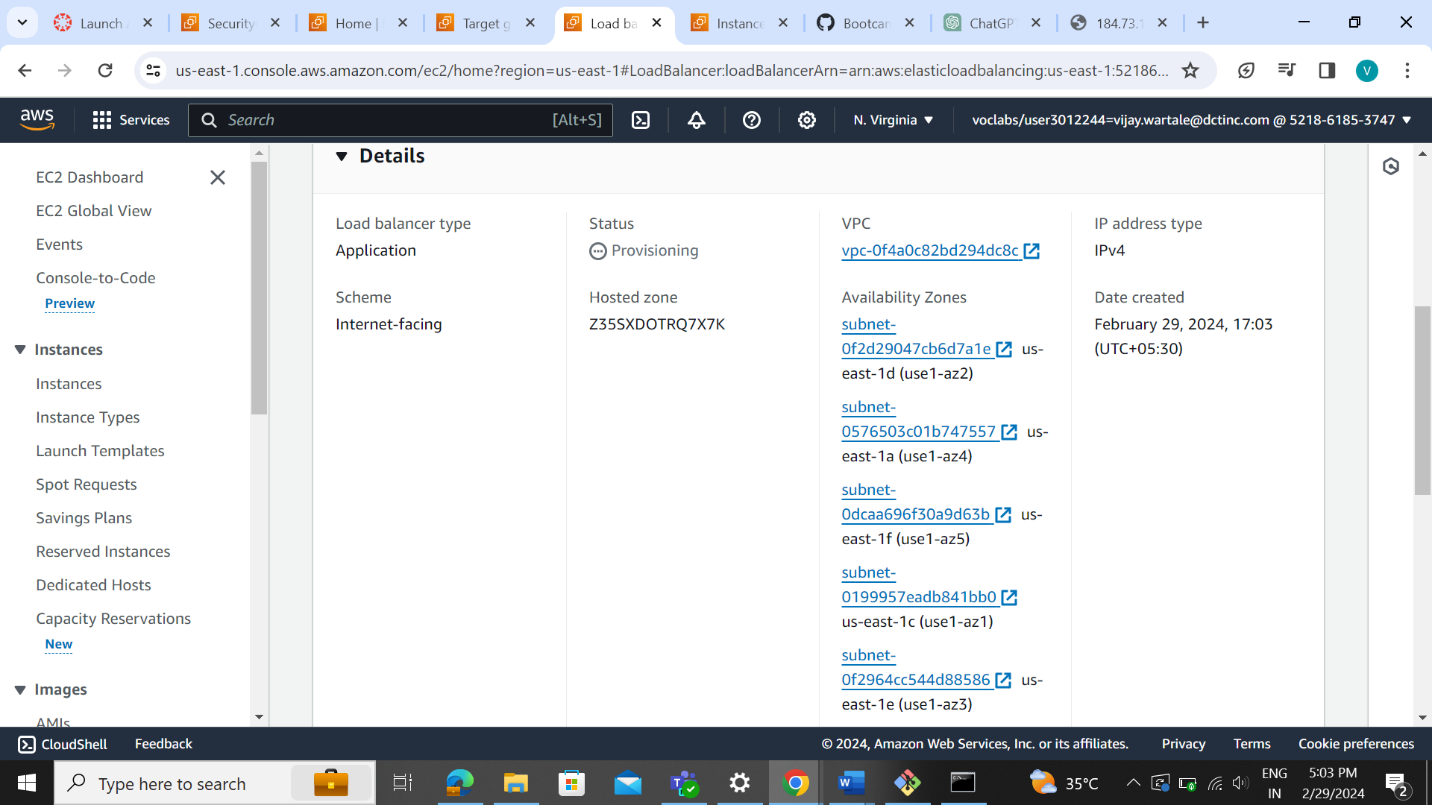 Launch A
Security
Home |
Target g
Load ba
Instance
Bootcam
ChatGPT
184.73.1
us-east-1.console.aws.amazon.com/ec2/home?region=us-east-1#LoadBalancer:loadBalancerArn=arn:aws:elasticloadbalancing:us-east-1:52186...
V
aws
Services
Search
[Alt+S]
N. Virginia
voclabs/user3012244=vijay.wartale@dctinc.com @ 5218-6185-3747
EC2 Dashboard
EC2 Global View
Events
Console-to-Code
Preview
Instances
Instances
Instance Types
Launch Templates
Spot Requests
Savings Plans
Reserved Instances
Dedicated Hosts
Capacity Reservations
New
Images
AMIs
Details
Load balancer type
Application
Scheme
Internet-facing
Status
Provisioning
Hosted zone
Z35SXDOTRQ7X7K
VPC
vpc-0f4a0c82bd294dc8c
Availability Zones
subnet-
0f2d29047cb6d7a1e us-
east-1d (use1-az2)
subnet-
0576503c01b747557 us-
east-1a (use1-az4)
subnet-
0dcaa696f30a9d63b us-
east-1f (use1-az5)
subnet-
0199957eadb841bb0
us-east-1c (use1-az1)
subnet-
0f2964cc544d88586 us-
east-1e (use1-az3)
IP address type
IPv4
Date created
February 29, 2024, 17:03
(UTC+05:30)
CloudShell
Feedback
© 2024, Amazon Web Services, Inc. or its affiliates.
Privacy
Terms
Cookie preferences
Type here to search
35°C
ENG
IN
5:03 PM
2/29/2024
2